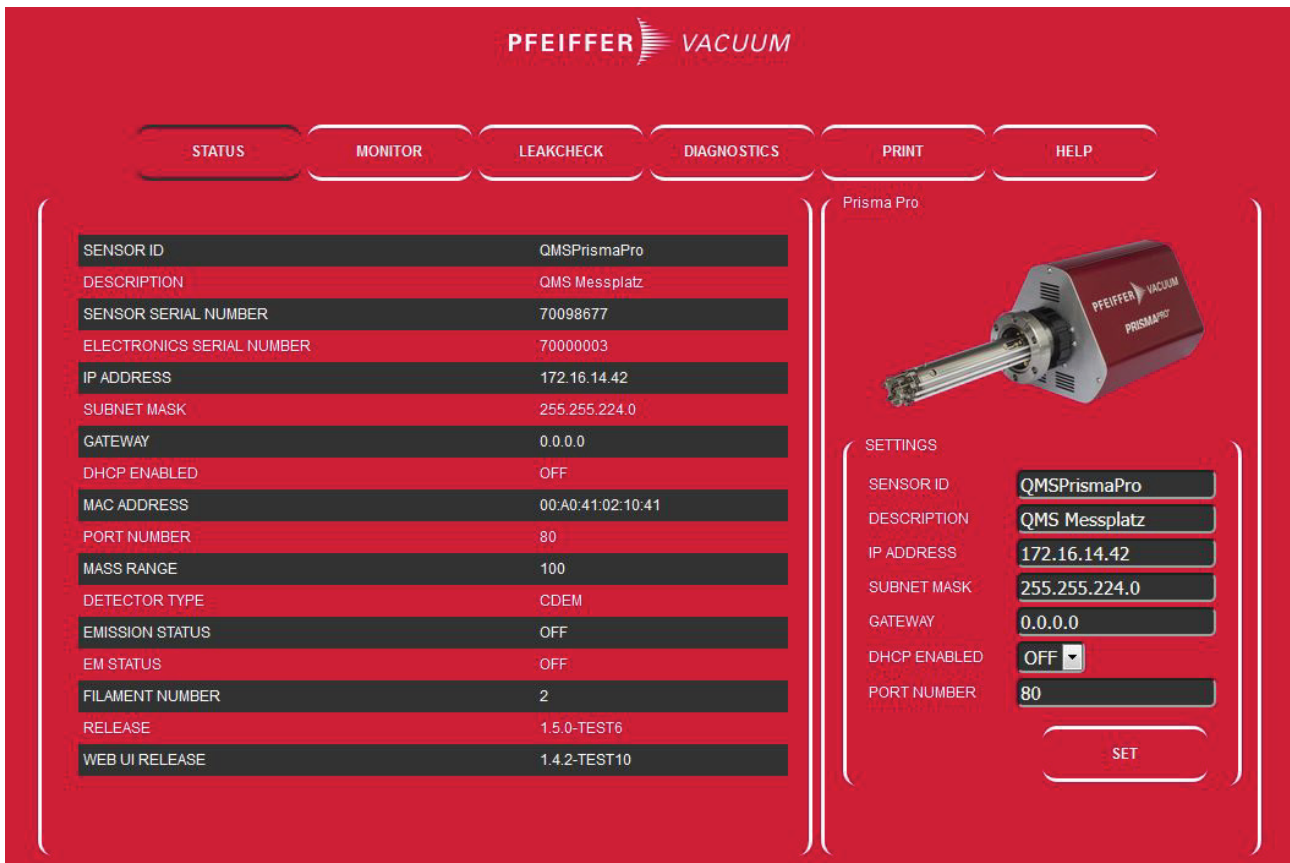 PFEIFFER VACUUM
STATUS MONITOR LEAKCHECK DIAGNOSTICS PRINT HELP
SENSOR ID QMSPrismaPro
DESCRIPTION QMS Messplatz
SENSOR SERIAL NUMBER 70098677
ELECTRONICS SERIAL NUMBER 70000003
IP ADDRESS 172.16.14.42
SUBNET MASK 255.255.224.0
GATEWAY 0.0.0.0
DHCP ENABLED OFF
MAC ADDRESS 00:A0:41:02:10:41
PORT NUMBER 80
MASS RANGE 100
DETECTOR TYPE CDEM
EMISSION STATUS OFF
EM STATUS OFF
FILAMENT NUMBER 2
RELEASE 1.5.0-TEST6
WEB UI RELEASE 1.4.2-TEST10
Prisma Pro
PFEIFFER VACUUM
PRISMAPRO
SETTINGS
SENSOR ID QMSPrismaPro
DESCRIPTION QMS Messplatz
IP ADDRESS 172.16.14.42
SUBNET MASK 255.255.224.0
GATEWAY 0.0.0.0
DHCP ENABLED OFF
PORT NUMBER 80
SET